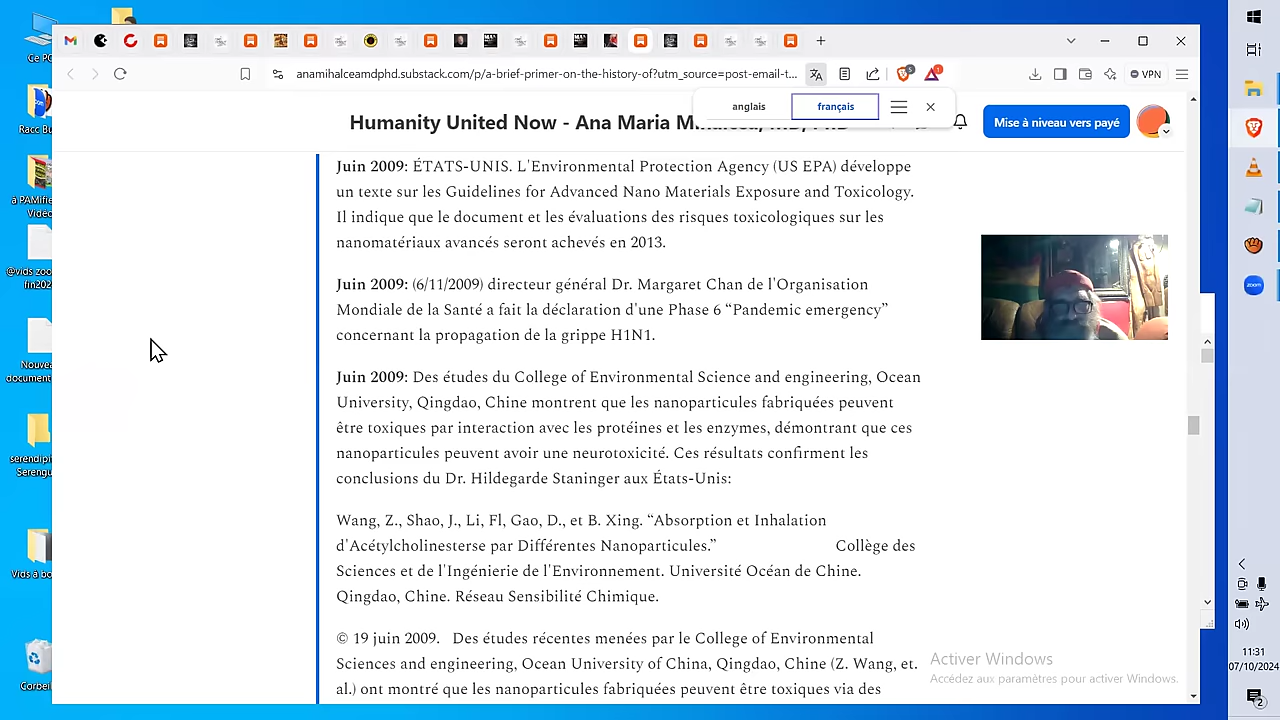 Ce PC
Racc Bu
à PAMifie
Vidéo
@vids zoo
fin202
Nouvea
document
serendipi
Serengu
Vids à bo
Corbeil
anamihalceamdphd.substack.com/p/a-brief-primer-on-the-history-of?utm_source=post-email-t...
5
1
VPN
anglais
français
Humanity United Now - Ana Maria Mihalcea, MD, PhD
Mise à niveau vers payé
Juin 2009: ÉTATS-UNIS. L'Environmental Protection Agency (US EPA) développe
un texte sur les Guidelines for Advanced Nano Materials Exposure and Toxicology.
Il indique que le document et les évaluations des risques toxicologiques sur les
nanomatériaux avancés seront achevés en 2013.
Juin 2009: (6/11/2009) directeur général Dr. Margaret Chan de l'Organisation
Mondiale de la Santé a fait la déclaration d'une Phase 6 “Pandemic emergency”
concernant la propagation de la grippe H1N1.
Juin 2009: Des études du College of Environmental Science and engineering, Ocean
University, Qingdao, Chine montrent que les nanoparticules fabriquées peuvent
être toxiques par interaction avec les protéines et les enzymes, démontrant que ces
nanoparticules peuvent avoir une neurotoxicité. Ces résultats confirment les
conclusions du Dr. Hildegarde Staninger aux États-Unis:
Wang, Z., Shao, J., Li, Fl, Gao, D., et B. Xing. “Absorption et Inhalation
d'Acétylcholinesterse par Différentes Nanoparticules.” Collège des
Sciences et de l'Ingénierie de l'Environnement. Université Océan de Chine.
Qingdao, Chine. Réseau Sensibilité Chimique.
© 19 juin 2009. Des études récentes menées par le College of Environmental
Sciences and engineering, Ocean University of China, Qingdao, Chine (Z. Wang, et.
al.) ont montré que les nanoparticules fabriquées peuvent être toxiques via des
Activer Windows
Accédez aux paramètres pour activer Windows.
zoom
11:31
07/10/2024
2